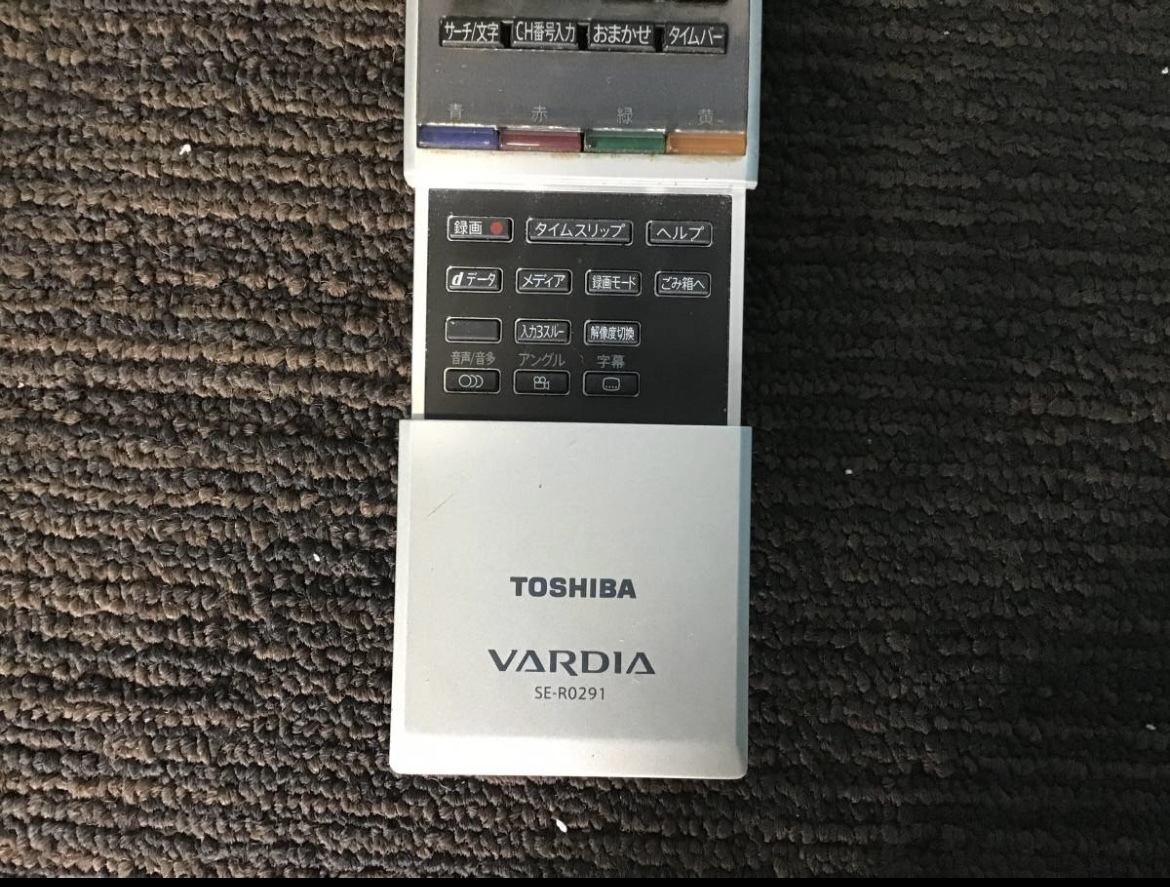 サーチ/文字 CH番号入力 おまかせ タイムバー
青 赤 緑 黄
録画 タイムスリップ ヘルプ
dデータ メディア 録画モード ごみ箱へ
入力3スルー 解像度切換
音声/音多 アングル 字幕
TOSHIBA
VARDIA
SE-R0291